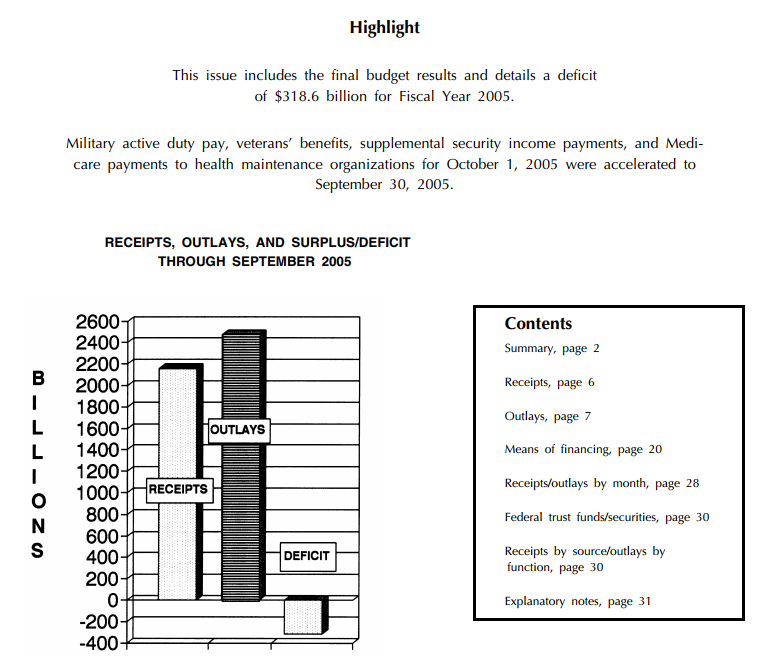 Highlight
This issue includes the final budget results and details a deficit
of $318.6 billion for Fiscal Year 2005.
Military active duty pay, veterans' benefits, supplemental security income payments, and Medi-
care payments to health maintenance organizations for October 1, 2005 were accelerated to
September 30, 2005.
RECEIPTS, OUTLAYS, AND SURPLUS/DEFICIT
THROUGH SEPTEMBER 2005
BILLIONS
2600
2400
2200
2000
1800
1600
1400
1200
1000
800
600
400
200
0
-200
-400
RECEIPTS
OUTLAYS
DEFICIT
Contents
Summary, page 2
Receipts, page 6
Outlays, page 7
Means of financing, page 20
Receipts/outlays by month, page 28
Federal trust funds/securities, page 30
Receipts by source/outlays by
function, page 30
Explanatory notes, page 31